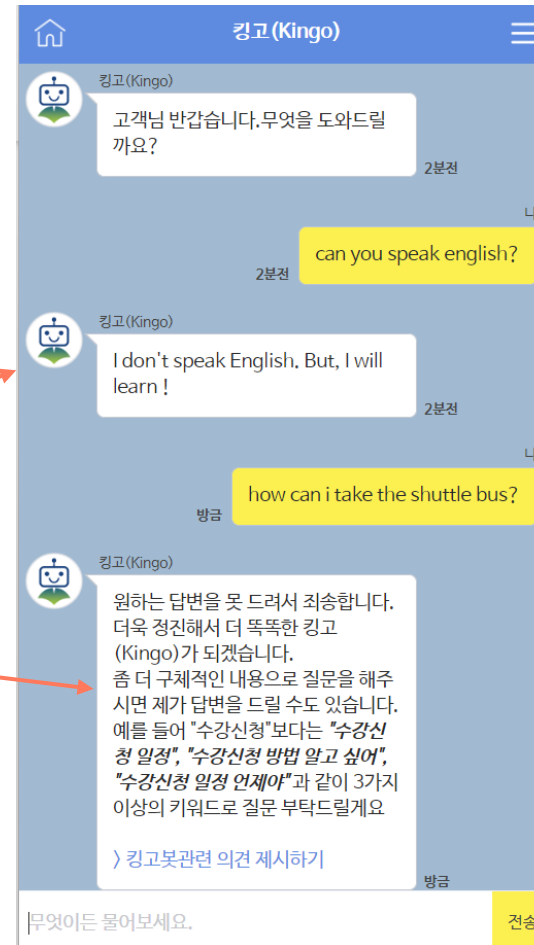 킹고(Kingo)
킹고(Kingo)
고객님 반갑습니다.무엇을 도와드릴
까요?
2분전
can you speak english?
2분전
킹고(Kingo)
I don't speak English. But, I will
learn !
2분전
how can i take the shuttle bus?
방금
킹고(Kingo)
원하는 답변을 못 드려서 죄송합니다.
더욱 정진해서 더 똑똑한 킹고
(Kingo)가 되겠습니다.
좀 더 구체적인 내용으로 질문을 해주
시면 제가 답변을 드릴 수도 있습니다.
예를 들어 "수강신청"보다는 "수강신
청 일정", "수강신청 방법 알고 싶어",
"수강신청 일정 언제야"과 같이 3가지
이상의 키워드로 질문 부탁드릴게요
〉킹고봇관련 의견 제시하기
방금
무엇이든 물어보세요.
전송